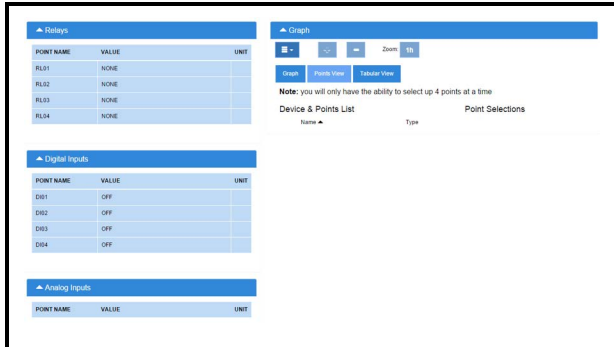 Relays
POINT NAME VALUE UNIT
RL01 NONE
RL02 NONE
RL03 NONE
RL04 NONE
Digital Inputs
POINT NAME VALUE UNIT
DI01 OFF
DI02 OFF
DI03 OFF
DI04 OFF
Analog Inputs
POINT NAME VALUE UNIT
Graph
Zoom: 1h
Graph Points View Tabular View
Note: you will only have the ability to select up 4 points at a time
Device & Points List Point Selections
Name Type